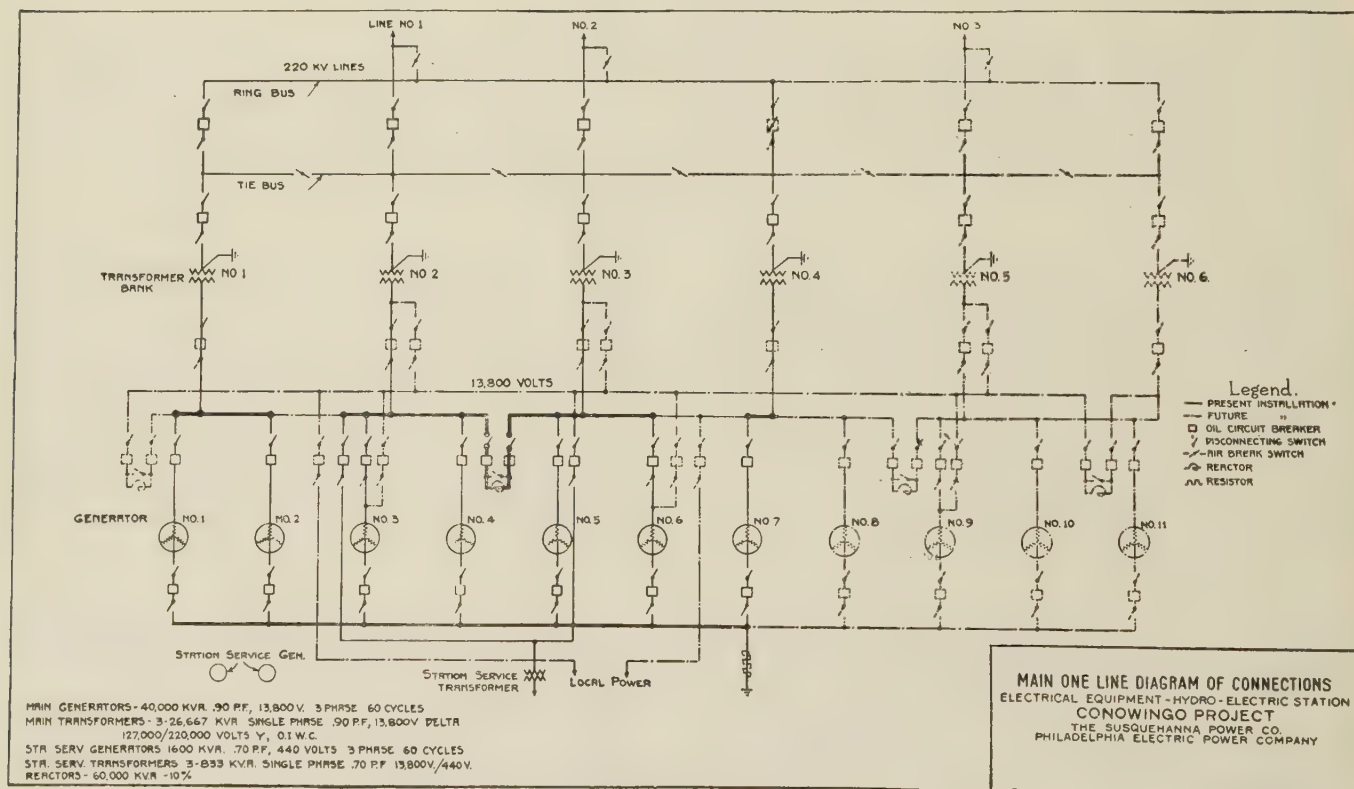 LINE NO 1
NO. 2
NO 3
220 KV LINES
RING BUS
TIE BUS
TRANSFORMER
BANK
NO 1
NO 2
NO. 3
NO.4
NO.5
NO.6.
13,800 VOLTS
Legend.
PRESENT INSTALLATION "
FUTURE "
OIL CIRCUIT BREAKER
DISCONNECTING SWITCH
AIR BREAK SWITCH
REACTOR
RESISTOR
GENERATOR
NO.1
NO.2
NO.3
NO.4
NO.5
NO.6
NO 7
NO.8
NO.9
NO.10
NO.11
STATION SERVICE GEN.
STATION SERVICE
TRANSFORMER
LOCAL POWER
MAIN GENERATORS - 40,000 KVA. .90 P.F., 13,800 V. 3 PHASE 60 CYCLES
MAIN TRANSFORMERS - 3-26,667 KVA SINGLE PHASE .90 P.F, 13,800V DELTA
127,000/220,000 VOLTS Y, O.I.W.C.
STA SERV GENERATORS 1600 KVA. .70 P.F, 440 VOLTS 3 PHASE 60 CYCLES
STA. SERV. TRANSFORMERS 3-833 KVA. SINGLE PHASE .70 P.F 13,800V./440V.
REACTORS - 60,000 KVA - 10%
MAIN ONE LINE DIAGRAM OF CONNECTIONS
ELECTRICAL EQUIPMENT - HYDRO - ELECTRIC STATION
CONOWINGO PROJECT
THE SUSQUEHANNA POWER CO.
PHILADELPHIA ELECTRIC POWER COMPANY